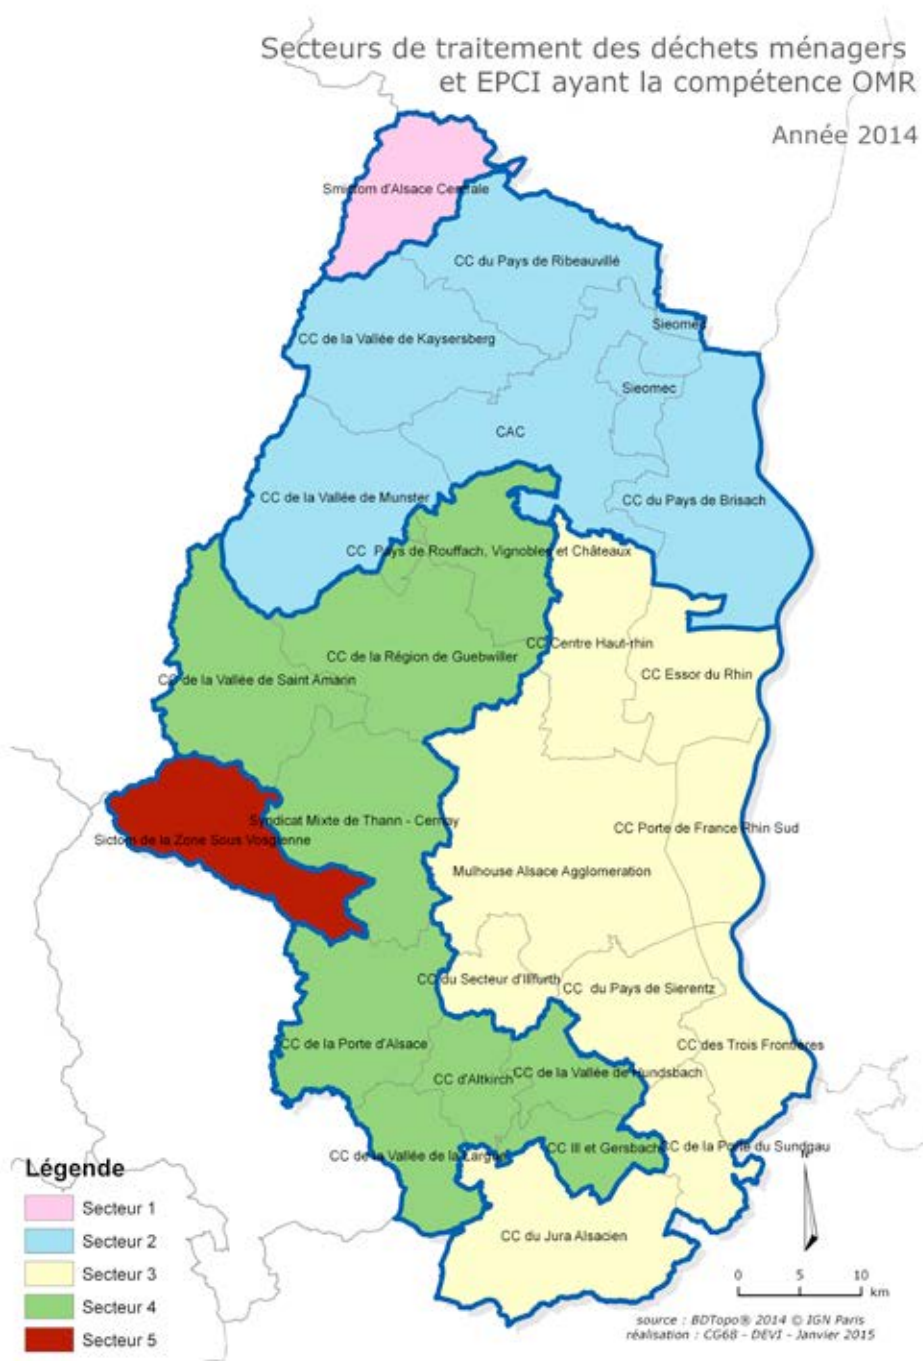 Secteurs de traitement des déchets ménagers
et EPCI ayant la compétence OMR
Année 2014
Smictom d'Alsace Centrale
CC du Pays de Ribeauvillé
Sieomec
CC de la Vallée de Kaysersberg
Sieomec
CAC
CC de la Vallée de Munster
CC du Pays de Brisach
CC Pays de Rouffach, Vignobles et Châteaux
CC Centre Haut-rhin
CC de la Région de Guebwiller
CC Essor du Rhin
CC de la Vallée de Saint Amarin
Syndicat Mixte de Thann - Cernay
CC Porte de France Rhin Sud
Sictom de la Zone Sous Vosgienne
Mulhouse Alsace Agglomeration
CC du Secteur d'Illfurth
CC du Pays de Sierentz
CC de la Porte d'Alsace
CC des Trois Frontières
CC d'Altkirch
CC de la Vallée de Hundsbach
CC de la Vallée de la Largue
CC Ill et Gersbach
CC de la Porte du Sundgau
CC du Jura Alsacien
Légende
Secteur 1
Secteur 2
Secteur 3
Secteur 4
Secteur 5
N
0 5 10
km
source : BDTopo® 2014 © IGN Paris
réalisation : CG68 - DEVI - Janvier 2015